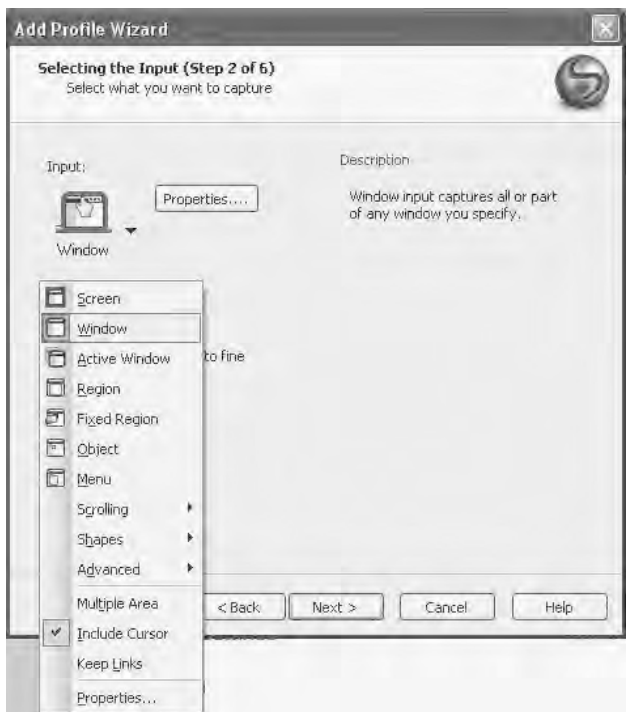 Add Profile Wizard
Selecting the Input (Step 2 of 6)
Select what you want to capture
Input:
Properties....
Window
Description
Window input captures all or part
of any window you specify.
Screen
Window
Active Window
to fine
Region
Fixed Region
Object
Menu
Scrolling
Shapes
Advanced
Multiple Area
Include Cursor
Keep Links
Properties...
< Back
Next >
Cancel
Help